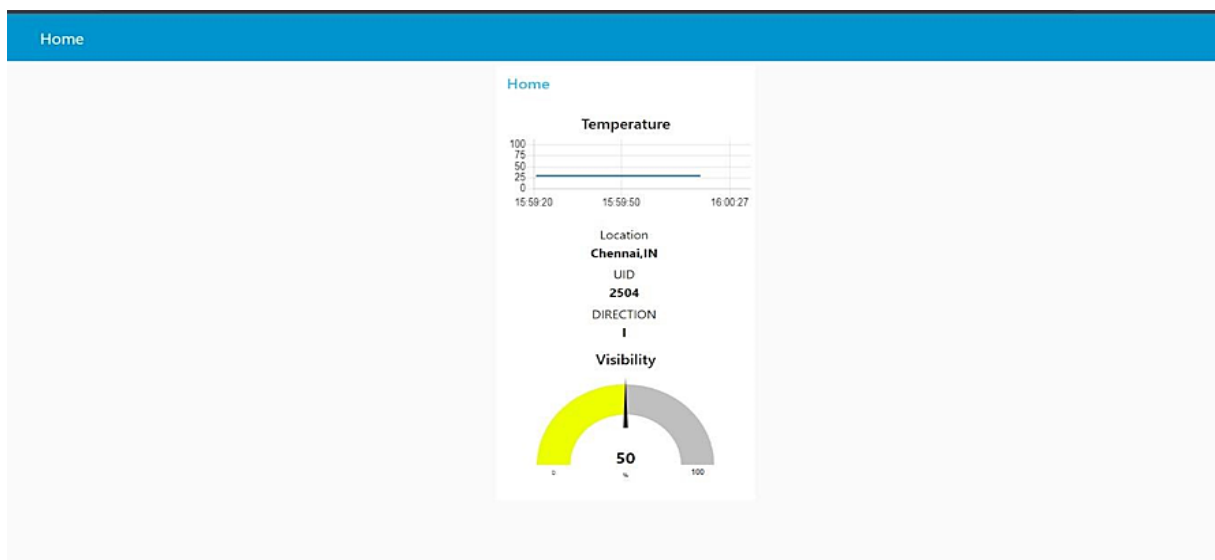 Home
Home
Temperature
100
75
50
25
0
15:59:20 15:59:50 16:00:27
Location
Chennai,IN
UID
2504
DIRECTION
I
Visibility
50
0 % 100